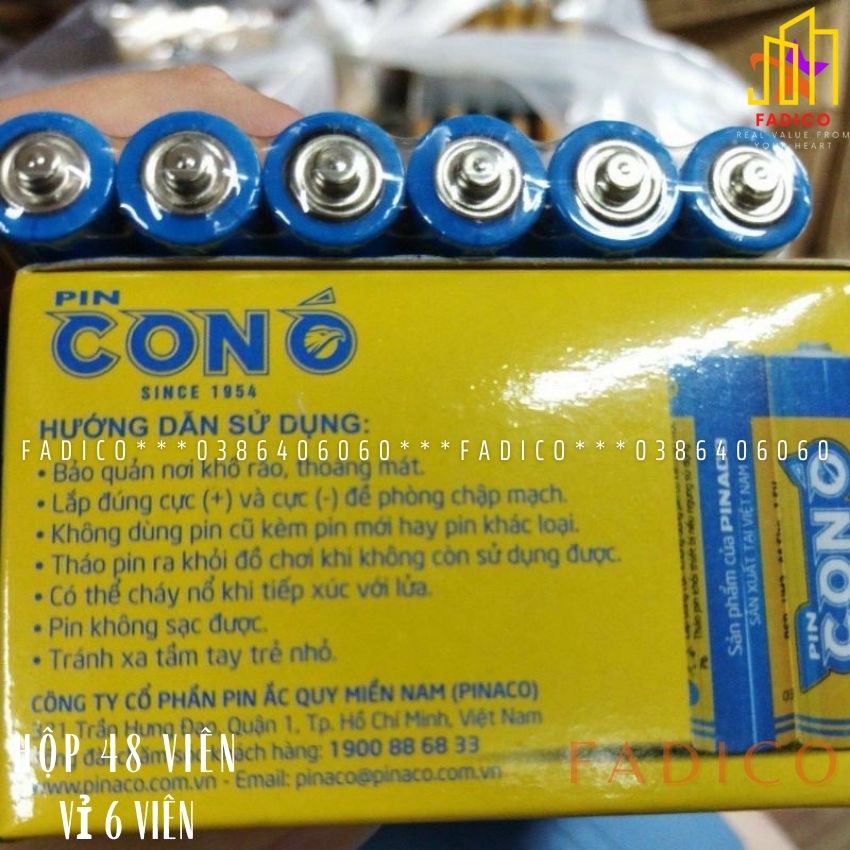 FADICO
REAL VALUE FROM
YOUR HEART
PIN
CON Ó
SINCE 1954
HƯỚNG DẪN SỬ DỤNG:
FADICO***0386406060***FADICO***0386406060
• Bảo quản nơi khô ráo, thoáng mát.
• Lắp đúng cực (+) và cực (-) để phòng chập mạch.
• Không dùng pin cũ kèm pin mới hay pin khác loại.
• Tháo pin ra khỏi đồ chơi khi không còn sử dụng được.
• Có thể cháy nổ khi tiếp xúc với lửa.
• Pin không sạc được.
• Tránh xa tầm tay trẻ nhỏ.
CÔNG TY CỔ PHẦN PIN ẮC QUY MIỀN NAM (PINACO)
321 Trần Hưng Đạo, Quận 1, Tp. Hồ Chí Minh, Việt Nam
khách hàng: 1900 88 68 33
www.pinaco.com.vn - Email: pinaco@pinaco.com.vn
Sản phẩm của PINACO
SẢN XUẤT TẠI VIỆT NAM
PIN
CON Ó
HỘP 48 VIÊN
VỈ 6 VIÊN
FADICO